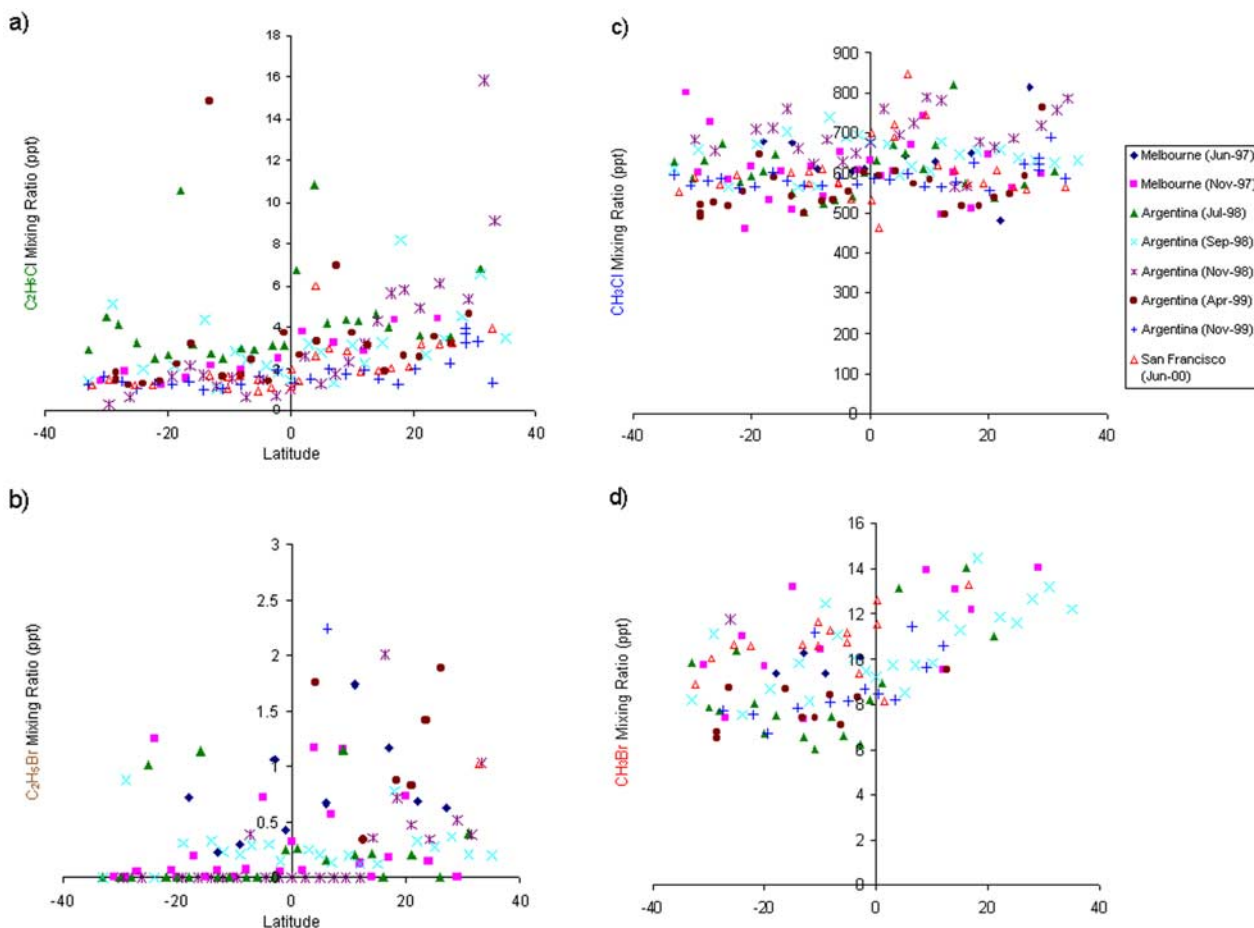 a)
18
16
14
12
10
8
6
4
2
0
C₂H₅Cl Mixing Ratio (ppt)
-40
-20
0
20
40
Latitude
c)
900
800
700
600
500
400
300
200
100
0
CH₃Cl Mixing Ratio (ppt)
-40
-20
0
20
40
Melbourne (Jun-97)
Melbourne (Nov-97)
Argentina (Jul-98)
Argentina (Sep-98)
Argentina (Nov-98)
Argentina (Apr-99)
Argentina (Nov-99)
San Francisco
(Jun-00)
b)
3
2.5
2
1.5
1
0.5
0
C₂H₅Br Mixing Ratio (ppt)
-40
-20
0
20
40
Latitude
d)
16
14
12
10
8
6
4
2
0
CH₃Br Mixing Ratio (ppt)
-40
-20
0
20
40